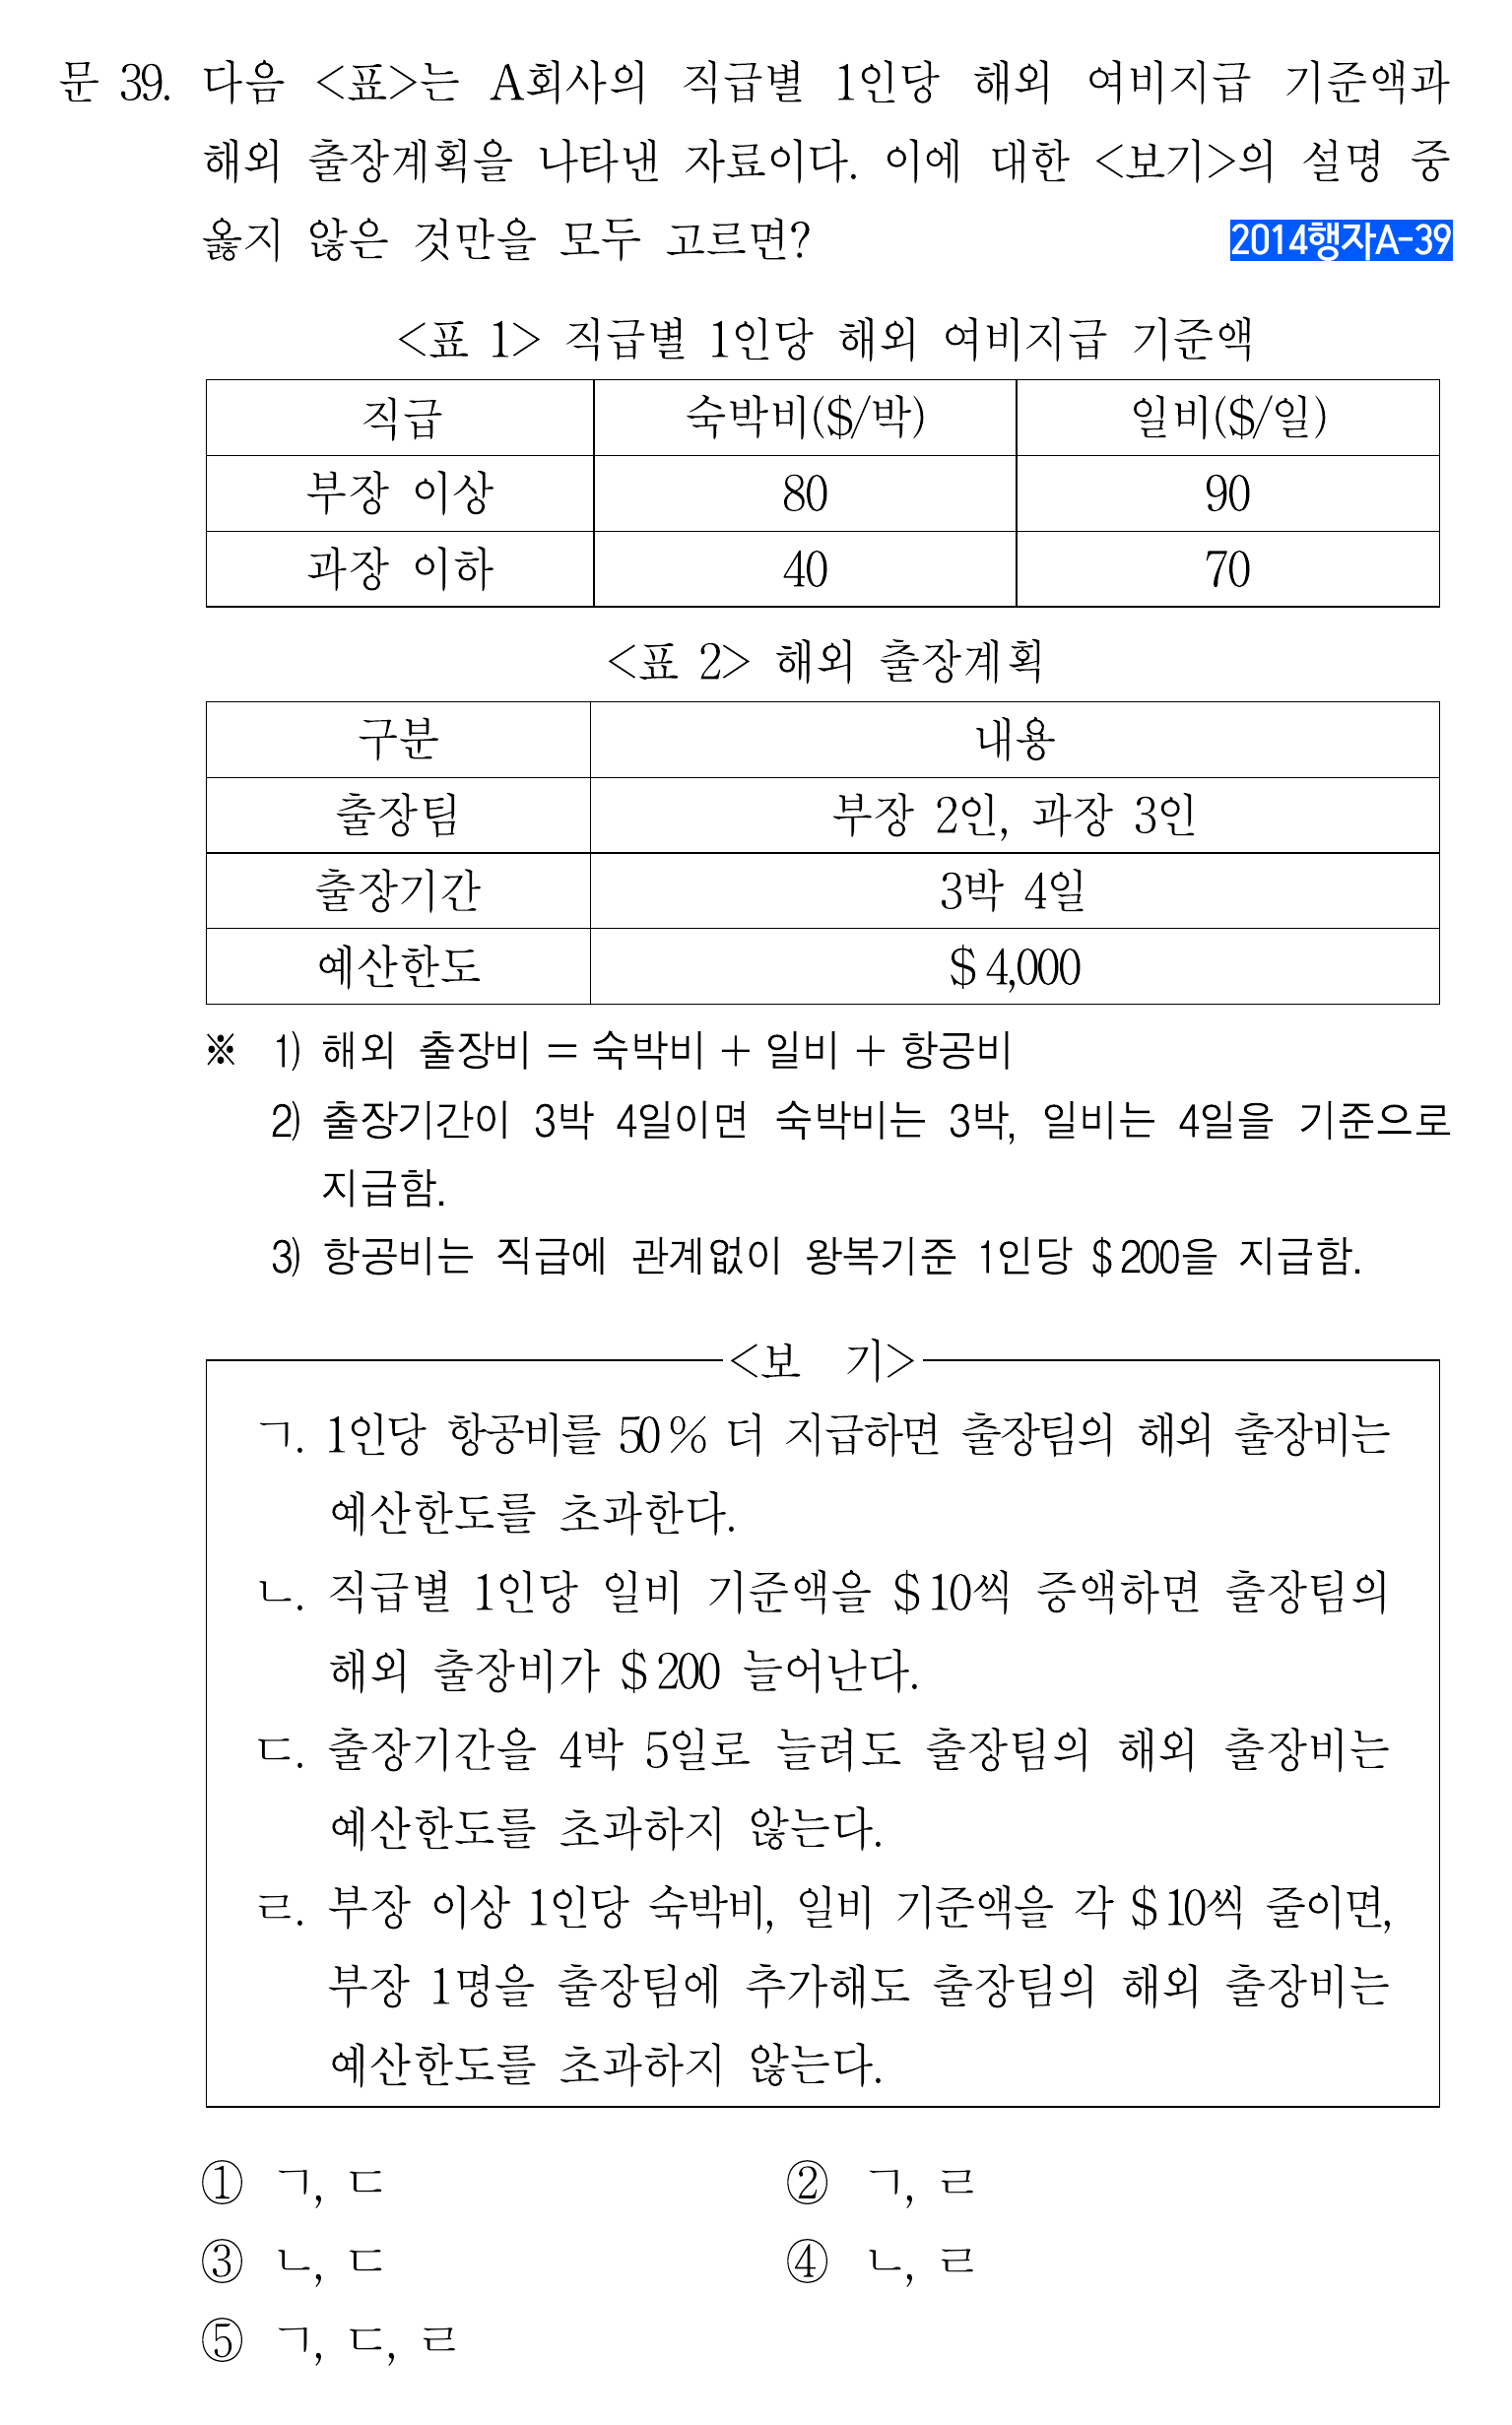 문 39. 다음 <표>는 A회사의 직급별 1인당 해외 여비지급 기준액과
해외 출장계획을 나타낸 자료이다. 이에 대한 <보기>의 설명 중
옳지 않은 것만을 모두 고르면?
2014행자A-39
<표 1> 직급별 1인당 해외 여비지급 기준액
직급 숙박비($/박) 일비($/일)
부장 이상 80 90
과장 이하 40 70
<표 2> 해외 출장계획
구분 내용
출장팀 부장 2인, 과장 3인
출장기간 3박 4일
예산한도 $4,000
※ 1) 해외 출장비 = 숙박비 + 일비 + 항공비
2) 출장기간이 3박 4일이면 숙박비는 3박, 일비는 4일을 기준으로
지급함.
3) 항공비는 직급에 관계없이 왕복기준 1인당 $200을 지급함.
<보 기>
ㄱ. 1인당 항공비를 50% 더 지급하면 출장팀의 해외 출장비는
예산한도를 초과한다.
ㄴ. 직급별 1인당 일비 기준액을 $10씩 증액하면 출장팀의
해외 출장비가 $200 늘어난다.
ㄷ. 출장기간을 4박 5일로 늘려도 출장팀의 해외 출장비는
예산한도를 초과하지 않는다.
ㄹ. 부장 이상 1인당 숙박비, 일비 기준액을 각 $10씩 줄이면,
부장 1명을 출장팀에 추가해도 출장팀의 해외 출장비는
예산한도를 초과하지 않는다.
① ㄱ, ㄷ ② ㄱ, ㄹ
③ ㄴ, ㄷ ④ ㄴ, ㄹ
⑤ ㄱ, ㄷ, ㄹ